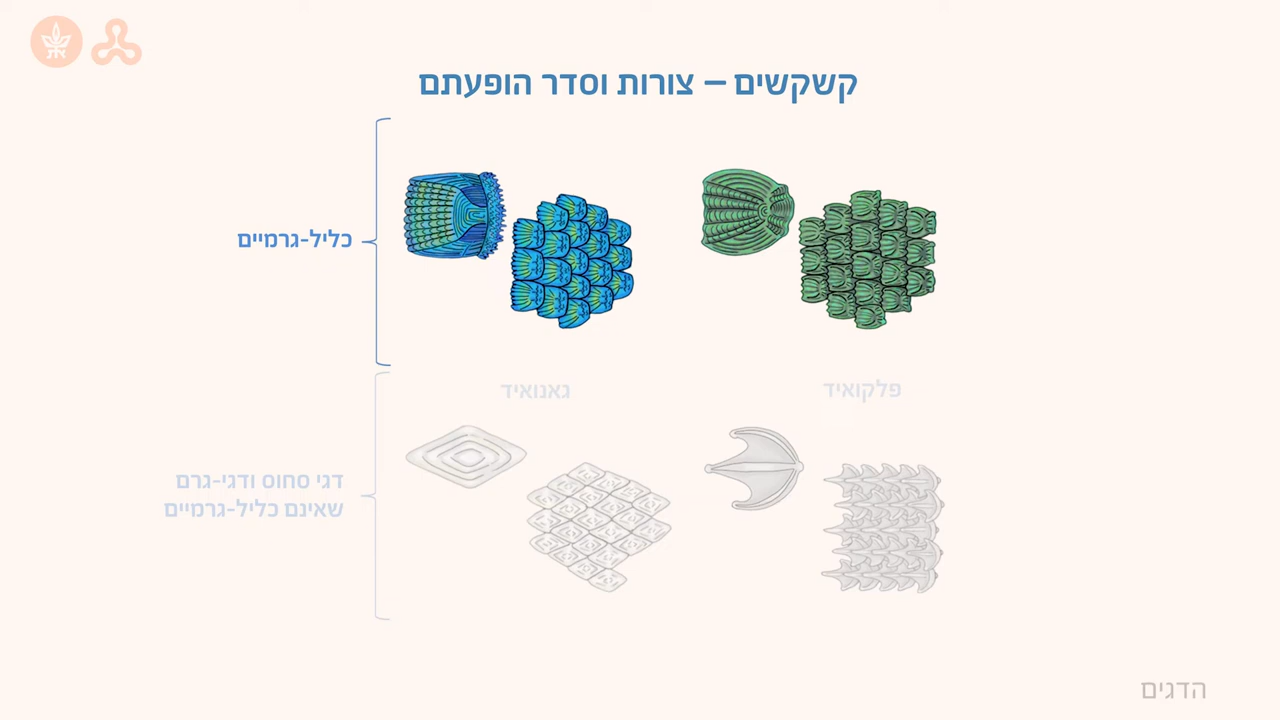 קשקשים – צורות וסדר הופעתם
כליל-גרמיים
פלקואיד
גאנואיד
דגי סחוס ודגי-גרם
שאינם כליל-גרמיים
הדגים